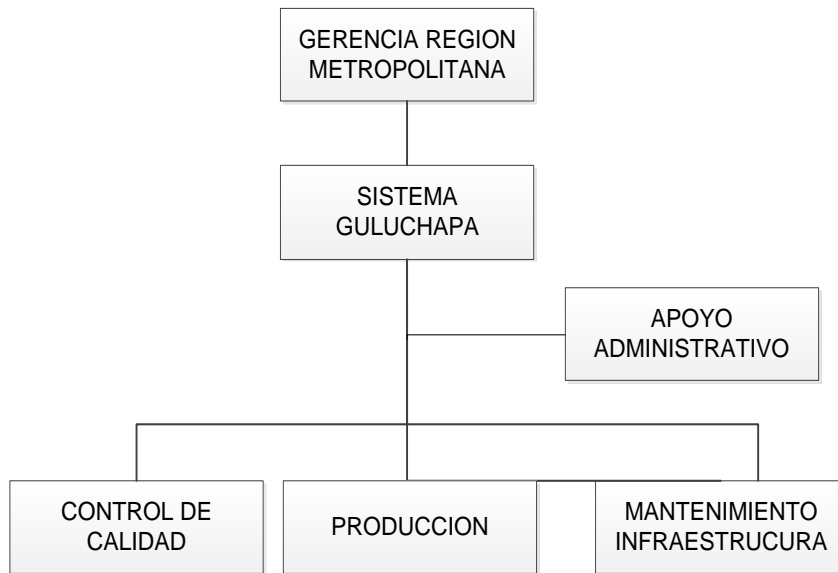 GERENCIA REGION
METROPOLITANA
SISTEMA
GULUCHAPA
APOYO
ADMINISTRATIVO
CONTROL DE
CALIDAD
PRODUCCION
MANTENIMIENTO
INFRAESTRUCURA